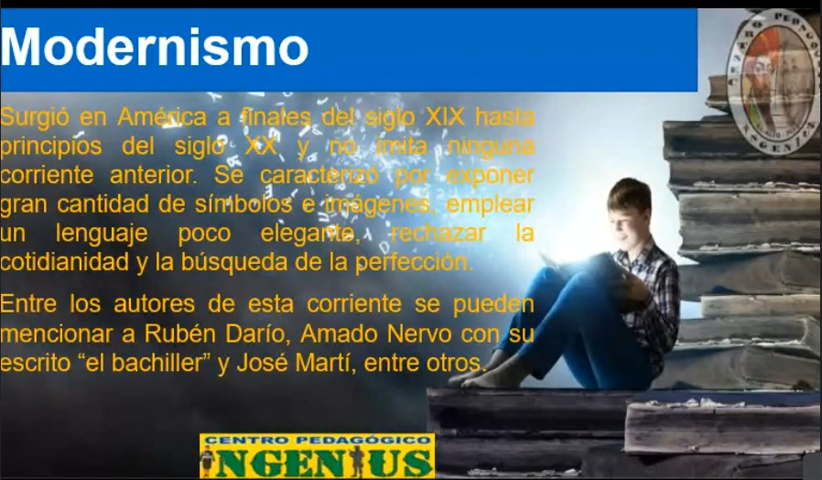 Modernismo
Surgió en América a finales del siglo XIX hasta
principios del siglo XX y no imita ninguna
corriente anterior. Se caracterizó por exponer
gran cantidad de símbolos e imágenes, emplear
un lenguaje poco elegante, rechazar la
cotidianidad y la búsqueda de la perfección.
Entre los autores de esta corriente se pueden
mencionar a Rubén Darío, Amado Nervo con su
escrito “el bachiller” y José Martí, entre otros.
CENTRO PEDAGÓGICO
INGENIUS